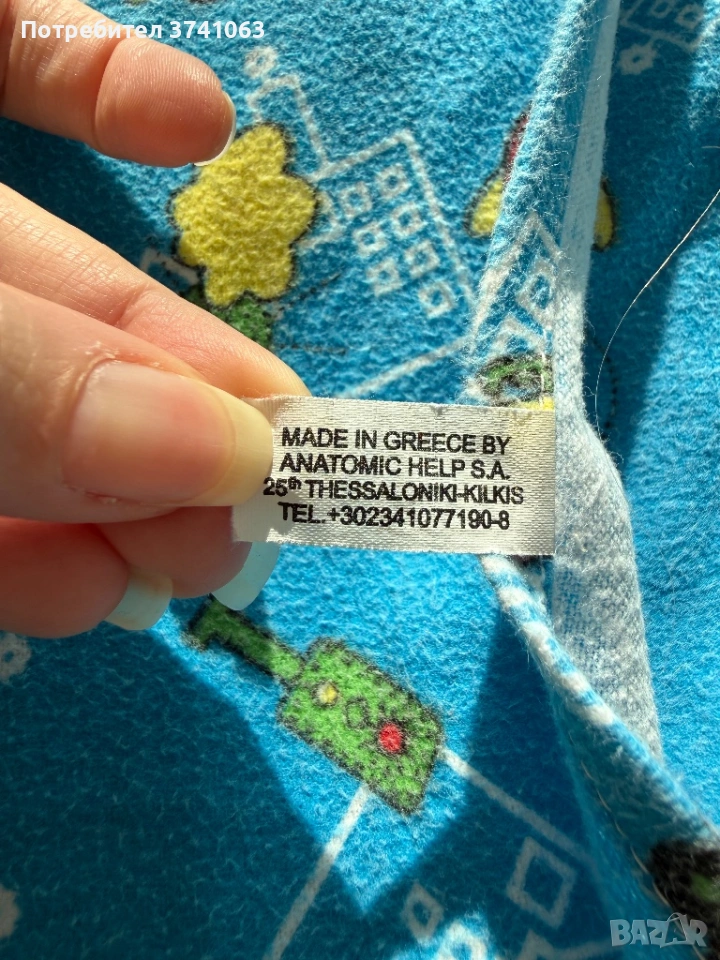 Потребител 3741063
MADE IN GREECE BY
ANATOMIC HELP S.A.
25th THESSALONIKI-KILKIS
TEL.+302341077190-8
BAZAR